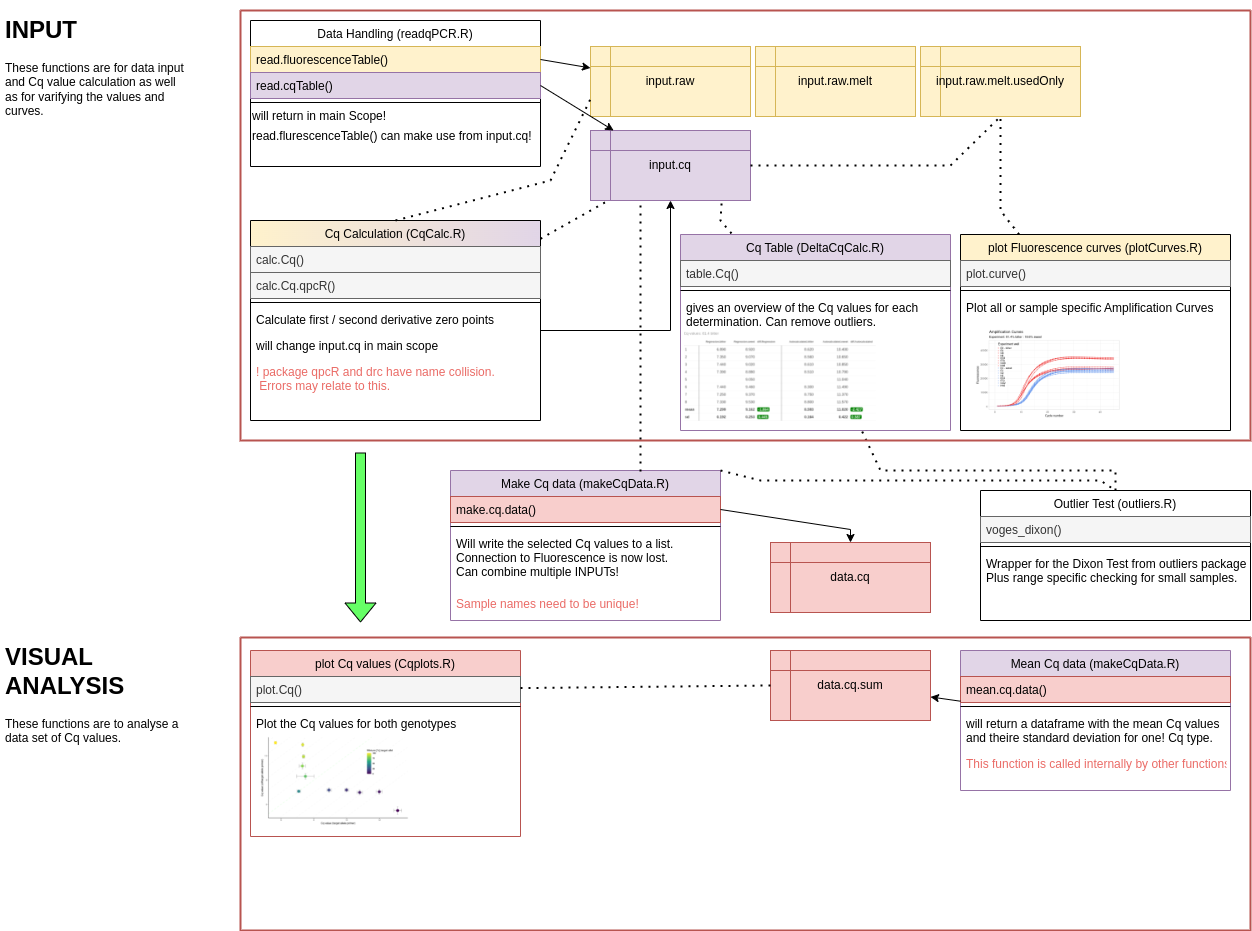 INPUT
These functions are for data input
and Cq value calculation as well
as for varifying the values and
curves.
Data Handling (readqPCR.R)
read.fluorescenceTable()
read.cqTable()
will return in main Scope!
read.flurescenceTable() can make use from input.cq!
input.raw
input.raw.melt
input.raw.melt.usedOnly
input.cq
Cq Calculation (CqCalc.R)
calc.Cq()
calc.Cq.qpcR()
Calculate first / second derivative zero points
will change input.cq in main scope
! package qpcR and drc have name collision.
Errors may relate to this.
Cq Table (DeltaCqCalc.R)
table.Cq()
gives an overview of the Cq values for each
determination. Can remove outliers.
plot Fluorescence curves (plotCurves.R)
plot.curve()
Plot all or sample specific Amplification Curves
Amplification Curves
Make Cq data (makeCqData.R)
make.cq.data()
Will write the selected Cq values to a list.
Connection to Fluorescence is now lost.
Can combine multiple INPUTs!
Sample names need to be unique!
data.cq
Outlier Test (outliers.R)
voges_dixon()
Wrapper for the Dixon Test from outliers package
Plus range specific checking for small samples.
VISUAL
ANALYSIS
These functions are to analyse a
data set of Cq values.
plot Cq values (Cqplots.R)
plot.Cq()
Plot the Cq values for both genotypes
data.cq.sum
Mean Cq data (makeCqData.R)
mean.cq.data()
will return a dataframe with the mean Cq values
and theire standard deviation for one! Cq type.
This function is called internally by other functions